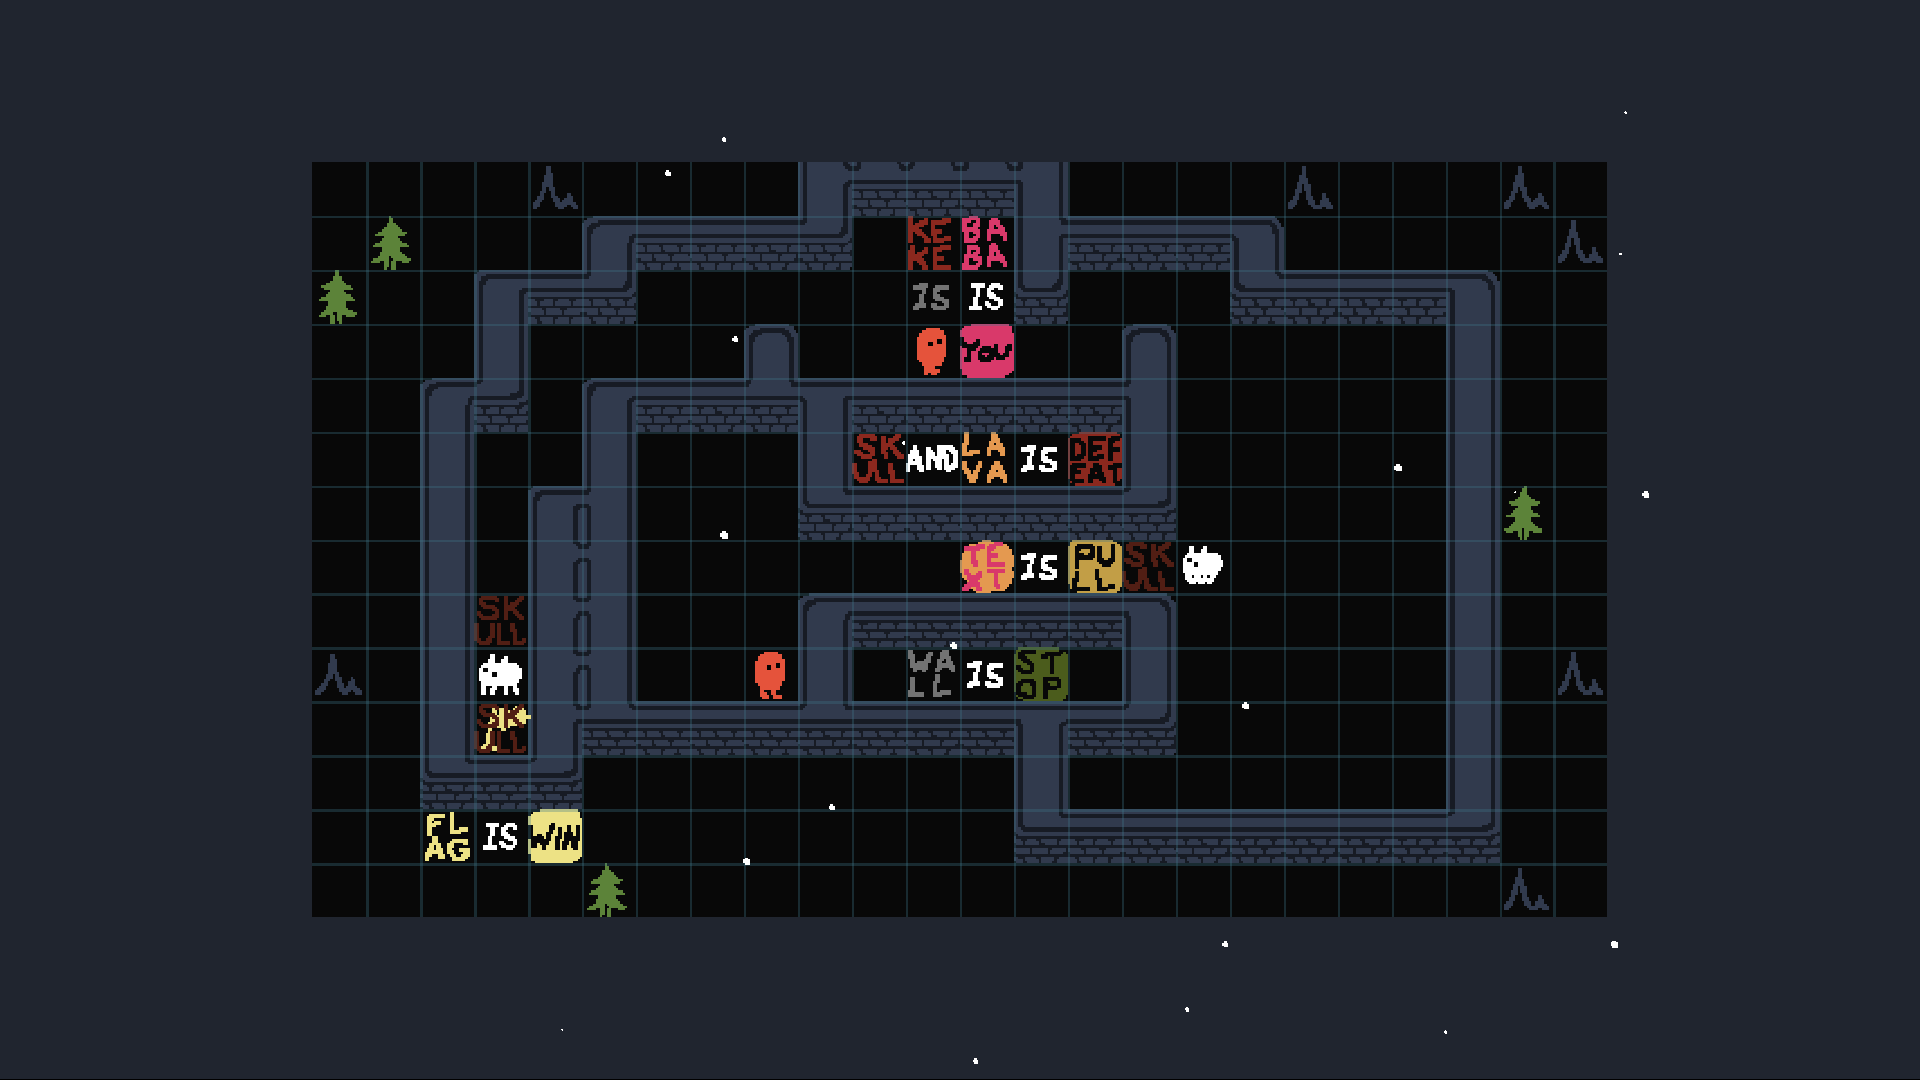 KEKE BABA
IS IS
YOU
SKULL AND LAVA IS DEFEAT
TEXT IS PULL SKULL
SKULL
WALL IS STOP
SKULL
FLAG IS WIN